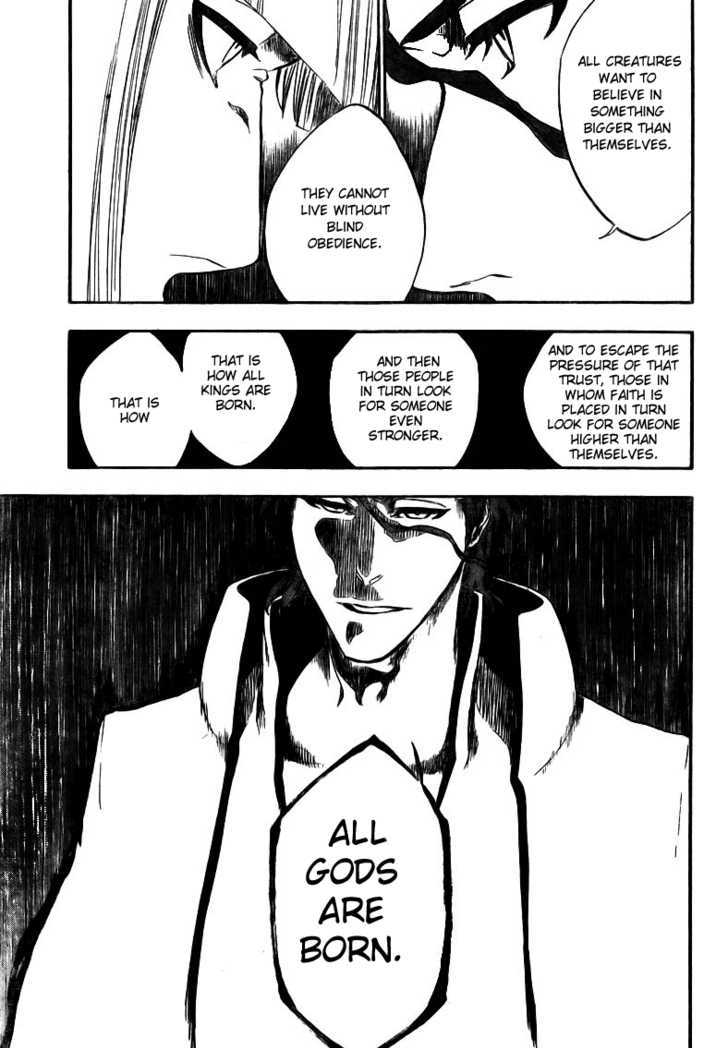 ALL CREATURES
WANT TO
BELIEVE IN
SOMETHING
BIGGER THAN
THEMSELVES.
THEY CANNOT
LIVE WITHOUT
BLIND
OBEDIENCE.
AND TO ESCAPE THE
PRESSURE OF THAT
TRUST, THOSE IN
WHOM FAITH IS
PLACED IN TURN
LOOK FOR SOMEONE
HIGHER THAN
THEMSELVES.
AND THEN
THOSE PEOPLE
IN TURN LOOK
FOR SOMEONE
EVEN
STRONGER.
THAT IS
HOW ALL
KINGS ARE
BORN.
THAT IS
HOW
ALL
GODS
ARE
BORN.